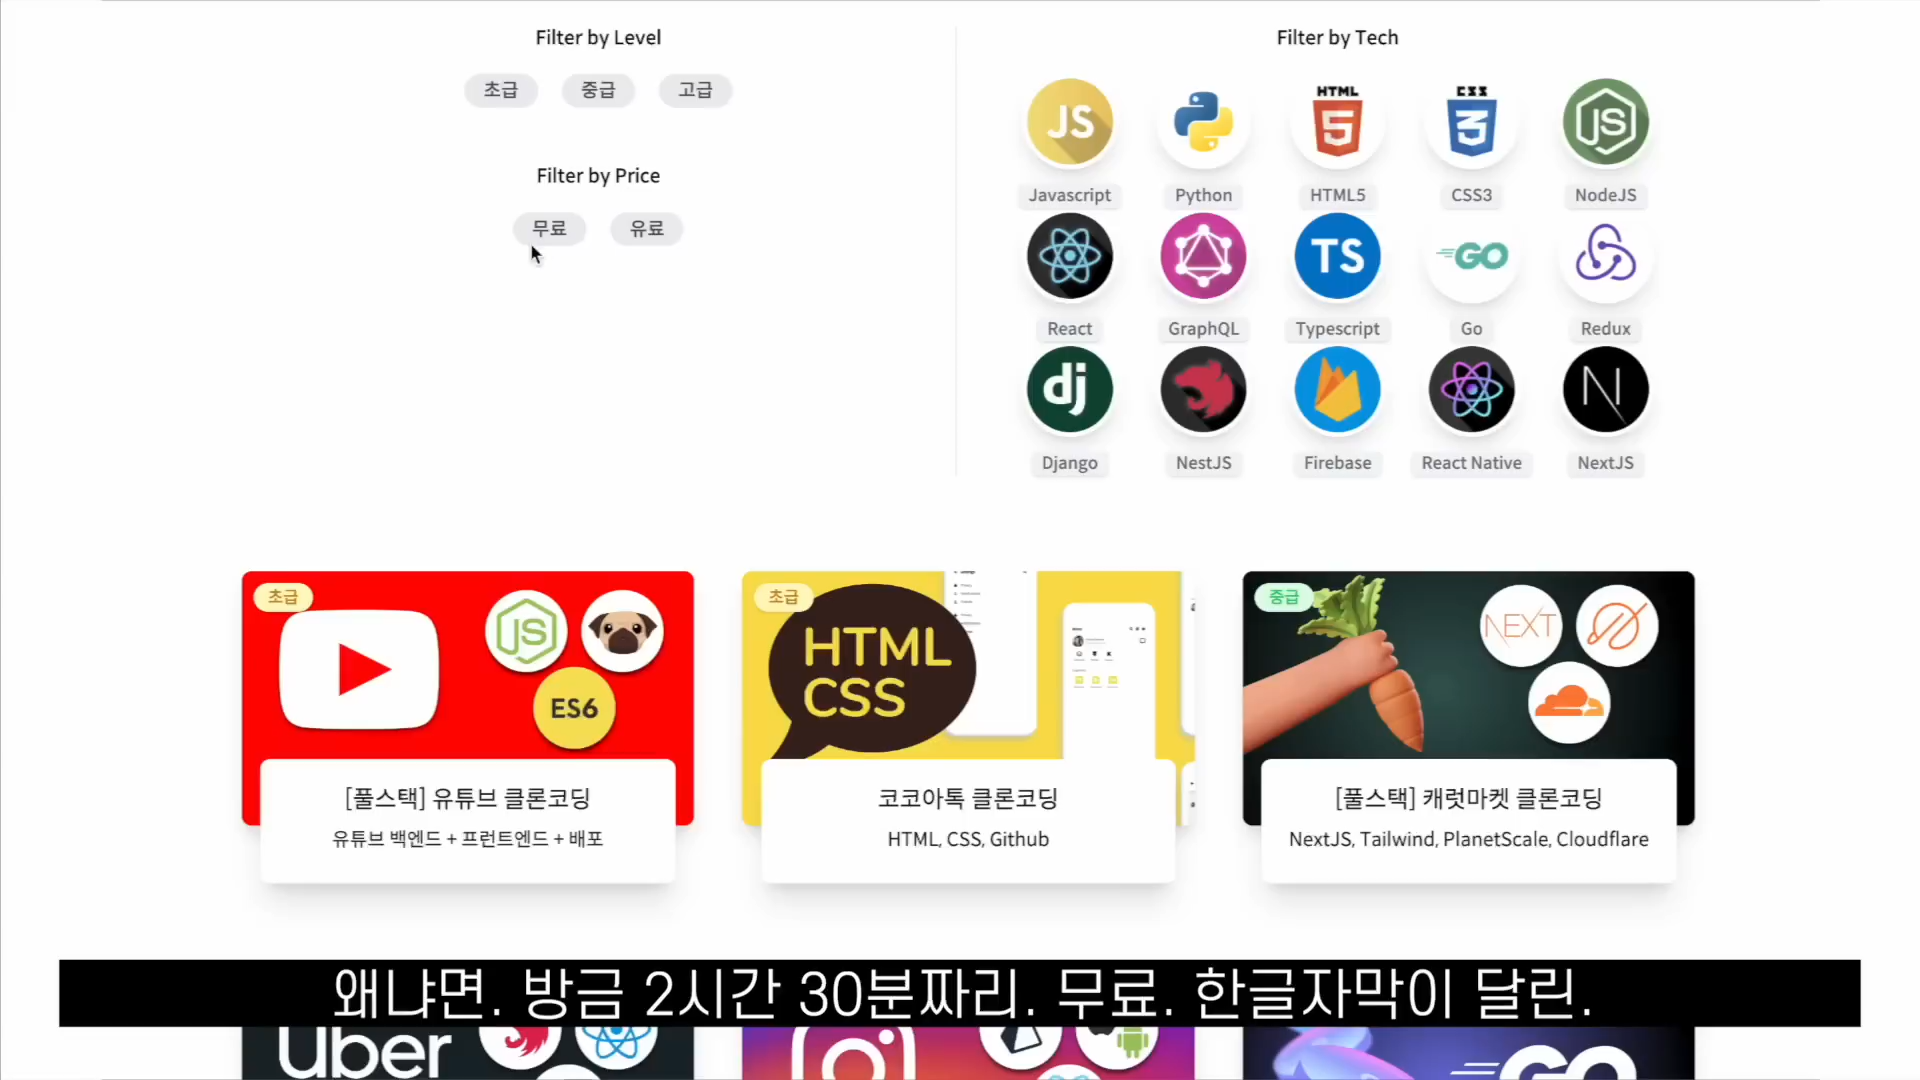 Filter by Level
초급 중급 고급
Filter by Price
무료 유료
Filter by Tech
JS HTML 5 CSS 3 JS
Javascript Python HTML5 CSS3 NodeJS
TS GO
React GraphQL Typescript Go Redux
dj N
Django NestJS Firebase React Native NextJS
초급
JS
ES6
[풀스택] 유튜브 클론코딩
유튜브 백엔드 + 프런트엔드 + 배포
초급
HTML
CSS
코코아톡 클론코딩
HTML, CSS, Github
중급
NEXT
[풀스택] 캐럿마켓 클론코딩
NextJS, Tailwind, PlanetScale, Cloudflare
왜냐면. 방금 2시간 30분짜리. 무료. 한글자막이 달린.
Uber
GO